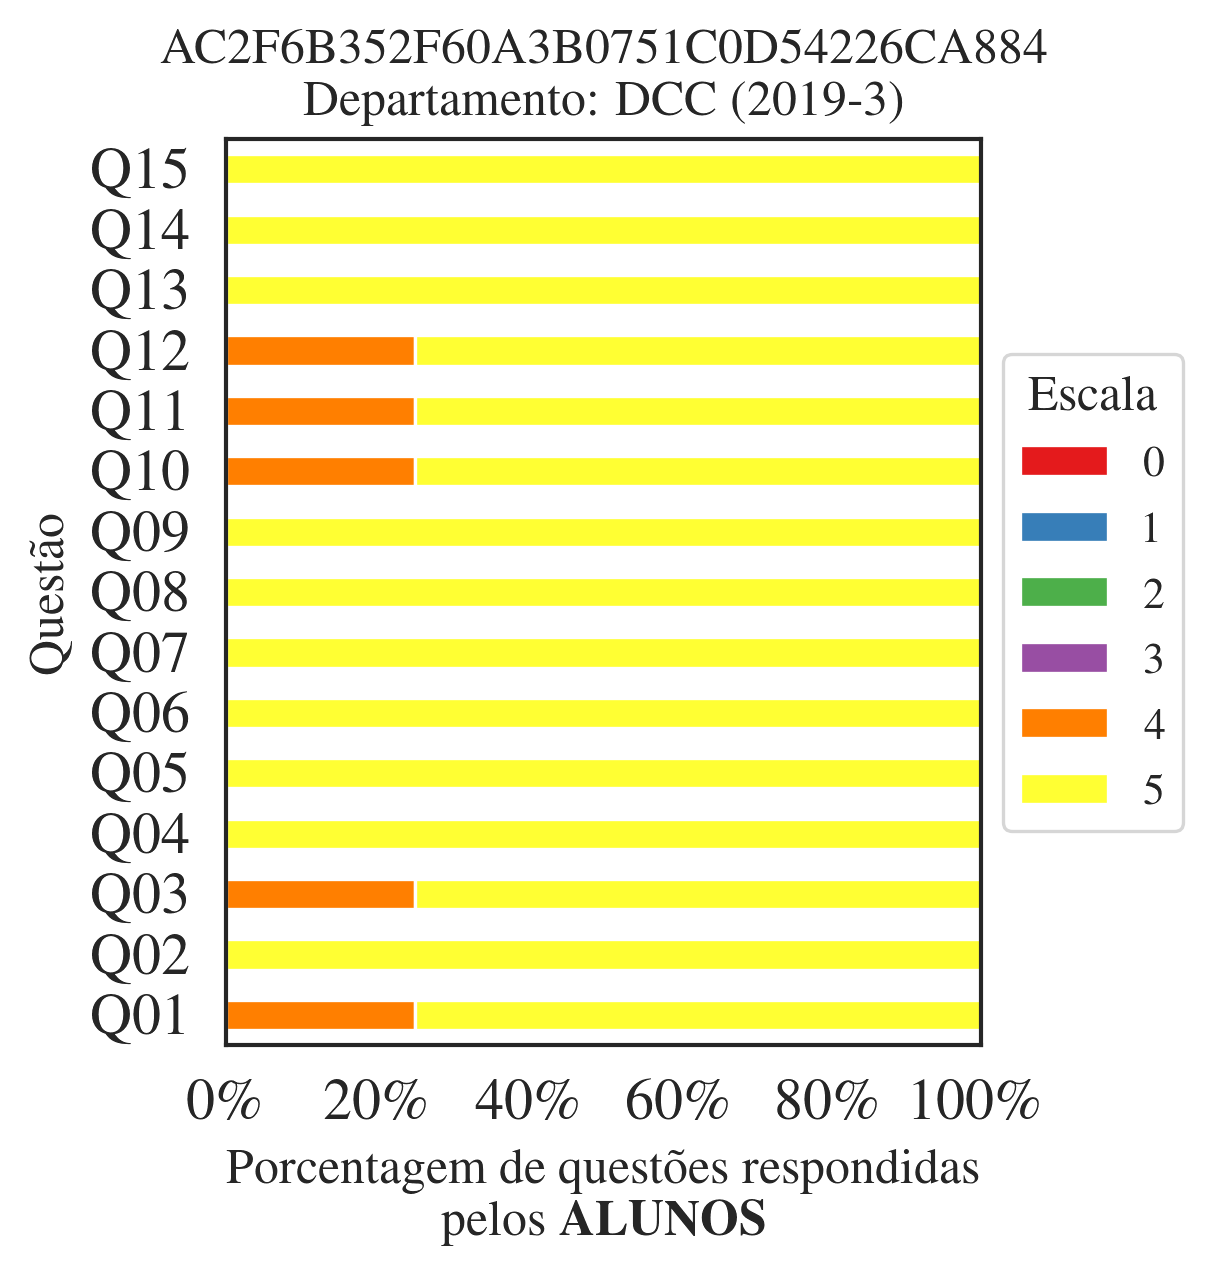 AC2F6B352F60A3B0751C0D54226CA884
Departamento: DCC (2019-3)
Q15
Q14
Q13
Q12
Q11
Q10
Q09
Q08
Q07
Q06
Q05
Q04
Q03
Q02
Q01
Questão
0% 20% 40% 60% 80% 100%
Porcentagem de questões respondidas
pelos ALUNOS
Escala
0
1
2
3
4
5